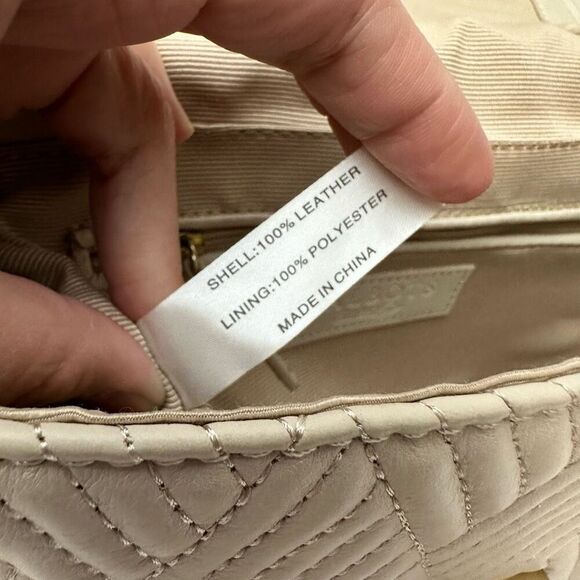 SHELL:100% LEATHER
LINING:100% POLYESTER
MADE IN CHINA